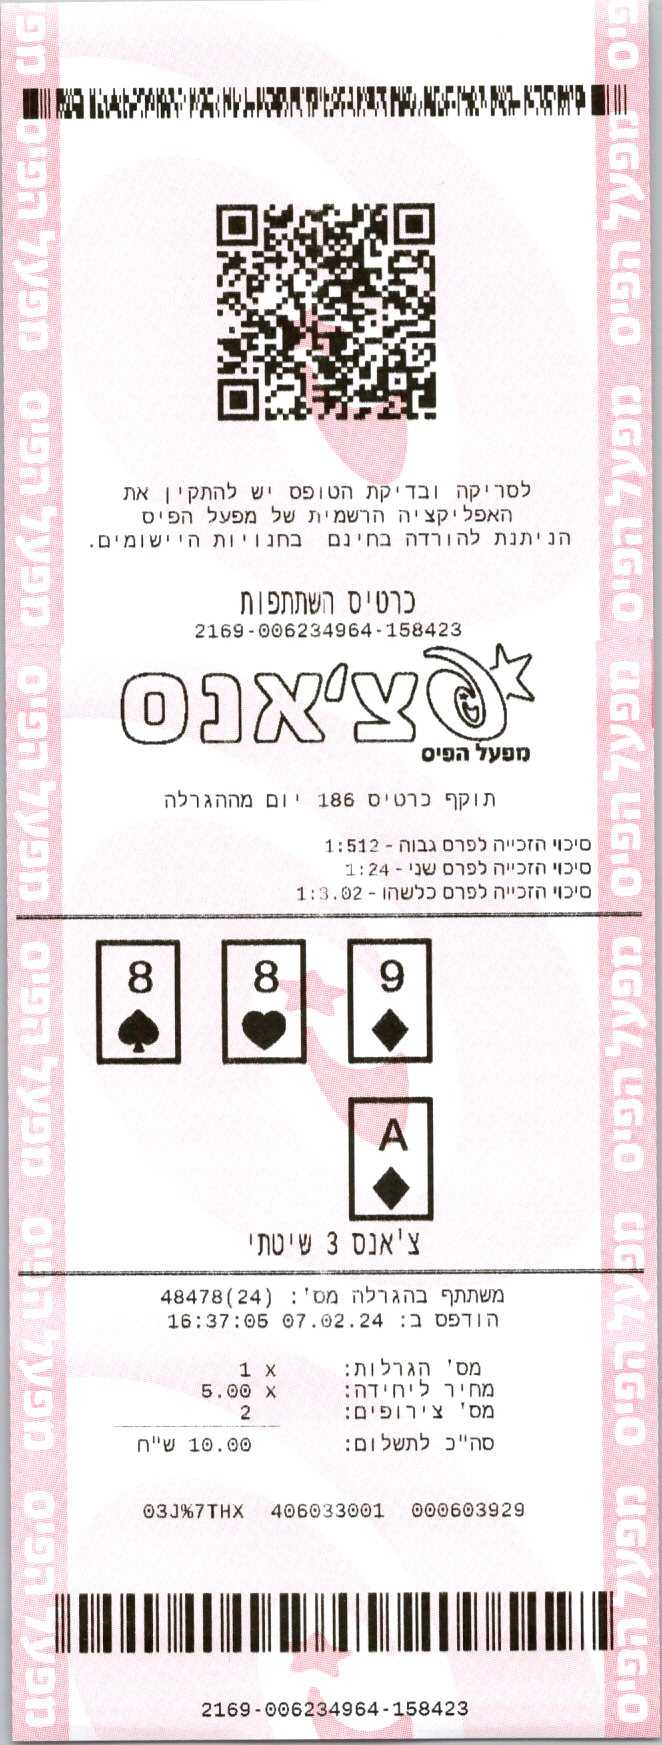 לסריקה ובדיקת הטופס יש להתקין את
האפליקציה הרשמית של מפעל הפיס
הניתנת להורדה בחינם בחנויות היישומים.
כרטיס השתתפות
2169-006234964-158423
צ'אנס
מפעל הפיס
תוקף כרטיס 186 יום מההגרלה
סיכוי הזכייה לפרס גבוה - 1:512
סיכוי הזכייה לפרס שני - 1:24
סיכוי הזכייה לפרס כלשהו - 1:3.02
8 8 9
A
צ'אנס 3 שיטתי
משתתף בהגרלה מס': 48478(24)
הודפס ב: 07.02.24 16:37:05
מס' הגרלות: x 1
מחיר ליחידה: x 5.00
מס' צירופים: 2
סה"כ לתשלום: 10.00 ש"ח
03J%7THX 406033001 000603929
2169-006234964-158423
מפעל הפיס